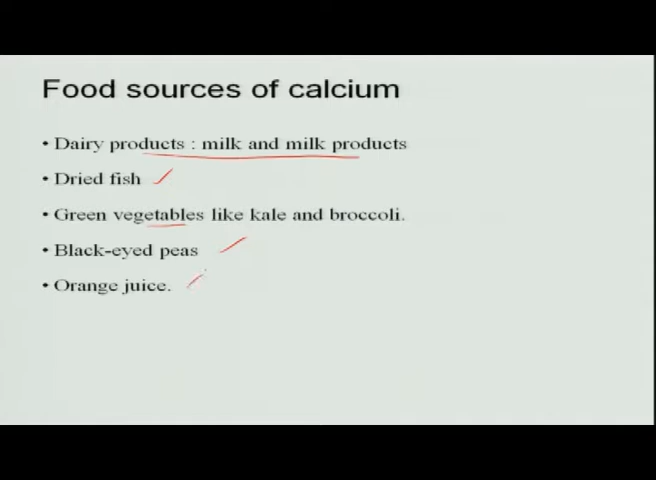 Food sources of calcium
• Dairy products : milk and milk products
• Dried fish
• Green vegetables like kale and broccoli.
• Black-eyed peas
• Orange juice.